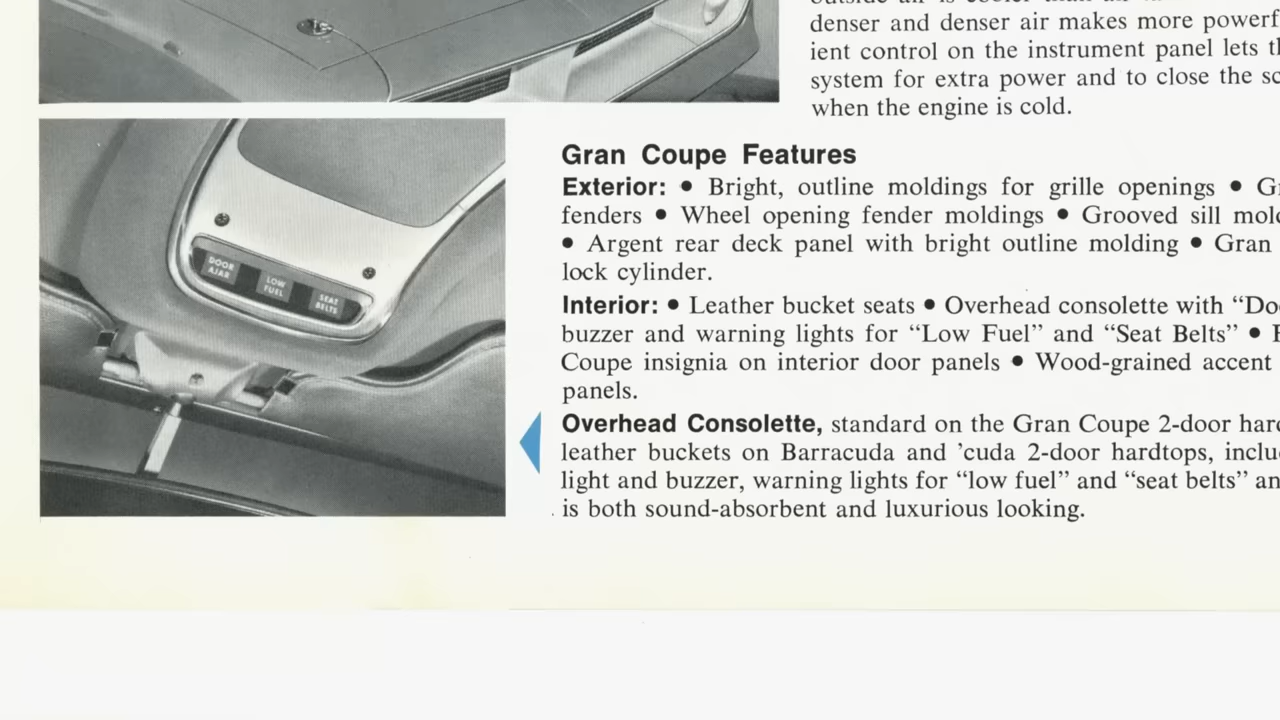 denser and denser air makes more powerf
ient control on the instrument panel lets t
system for extra power and to close the sc
when the engine is cold.
DOOR
AJAR
LOW
FUEL
SEAT
BELTS
Gran Coupe Features
Exterior: • Bright, outline moldings for grille openings • G
fenders • Wheel opening fender moldings • Grooved sill mol
• Argent rear deck panel with bright outline molding • Gran
lock cylinder.
Interior: • Leather bucket seats • Overhead consolette with “Do
buzzer and warning lights for “Low Fuel” and “Seat Belts” •
Coupe insignia on interior door panels • Wood-grained accent
panels.
Overhead Consolette, standard on the Gran Coupe 2-door har
leather buckets on Barracuda and ’cuda 2-door hardtops, inclu
light and buzzer, warning lights for “low fuel” and “seat belts” an
is both sound-absorbent and luxurious looking.